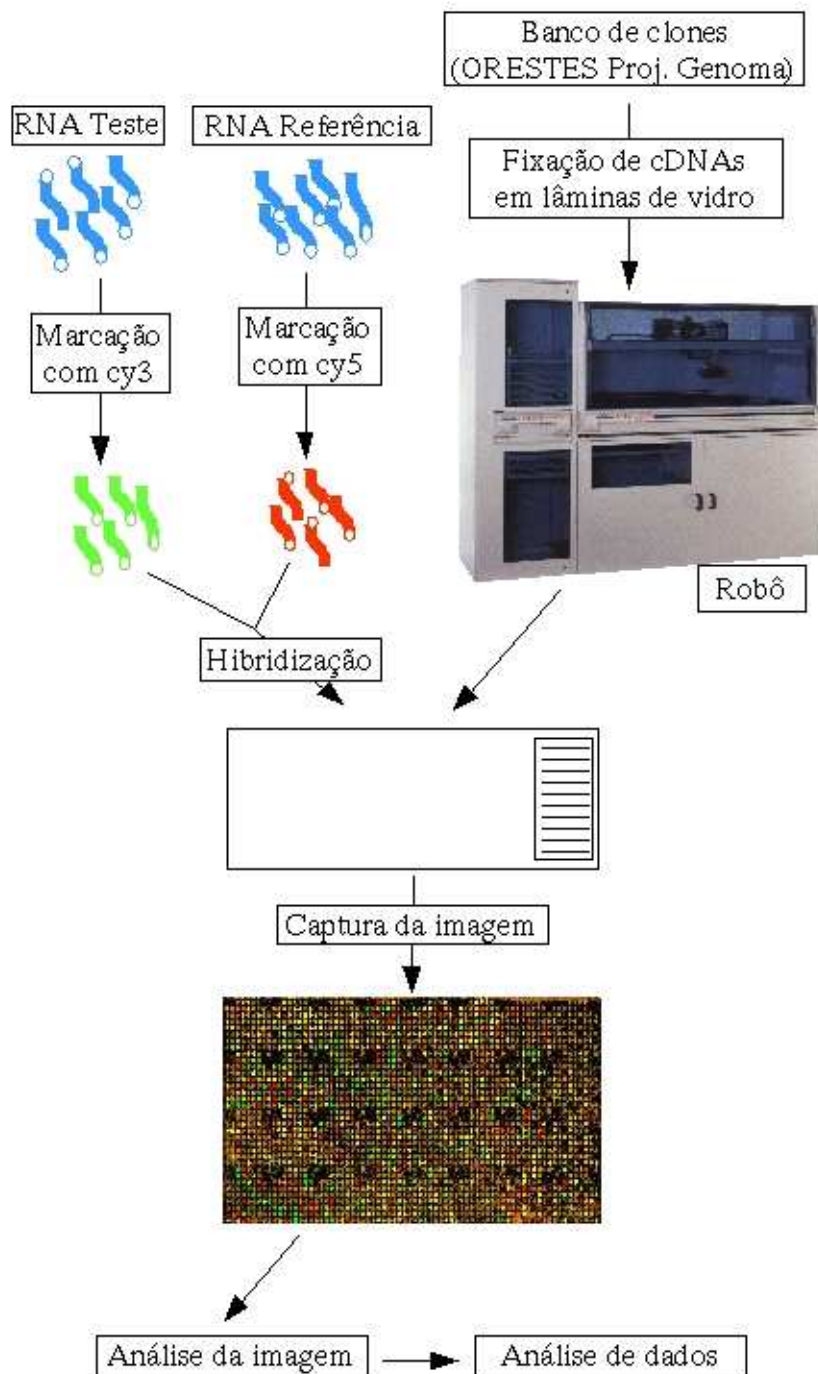 Banco de clones
(ORESTES Proj. Genoma)
RNA Teste
RNA Referência
Fixação de cDNAs
em lâminas de vidro
Marcação
com cy3
Marcação
com cy5
Robô
Hibridização
Captura da imagem
Análise da imagem
Análise de dados